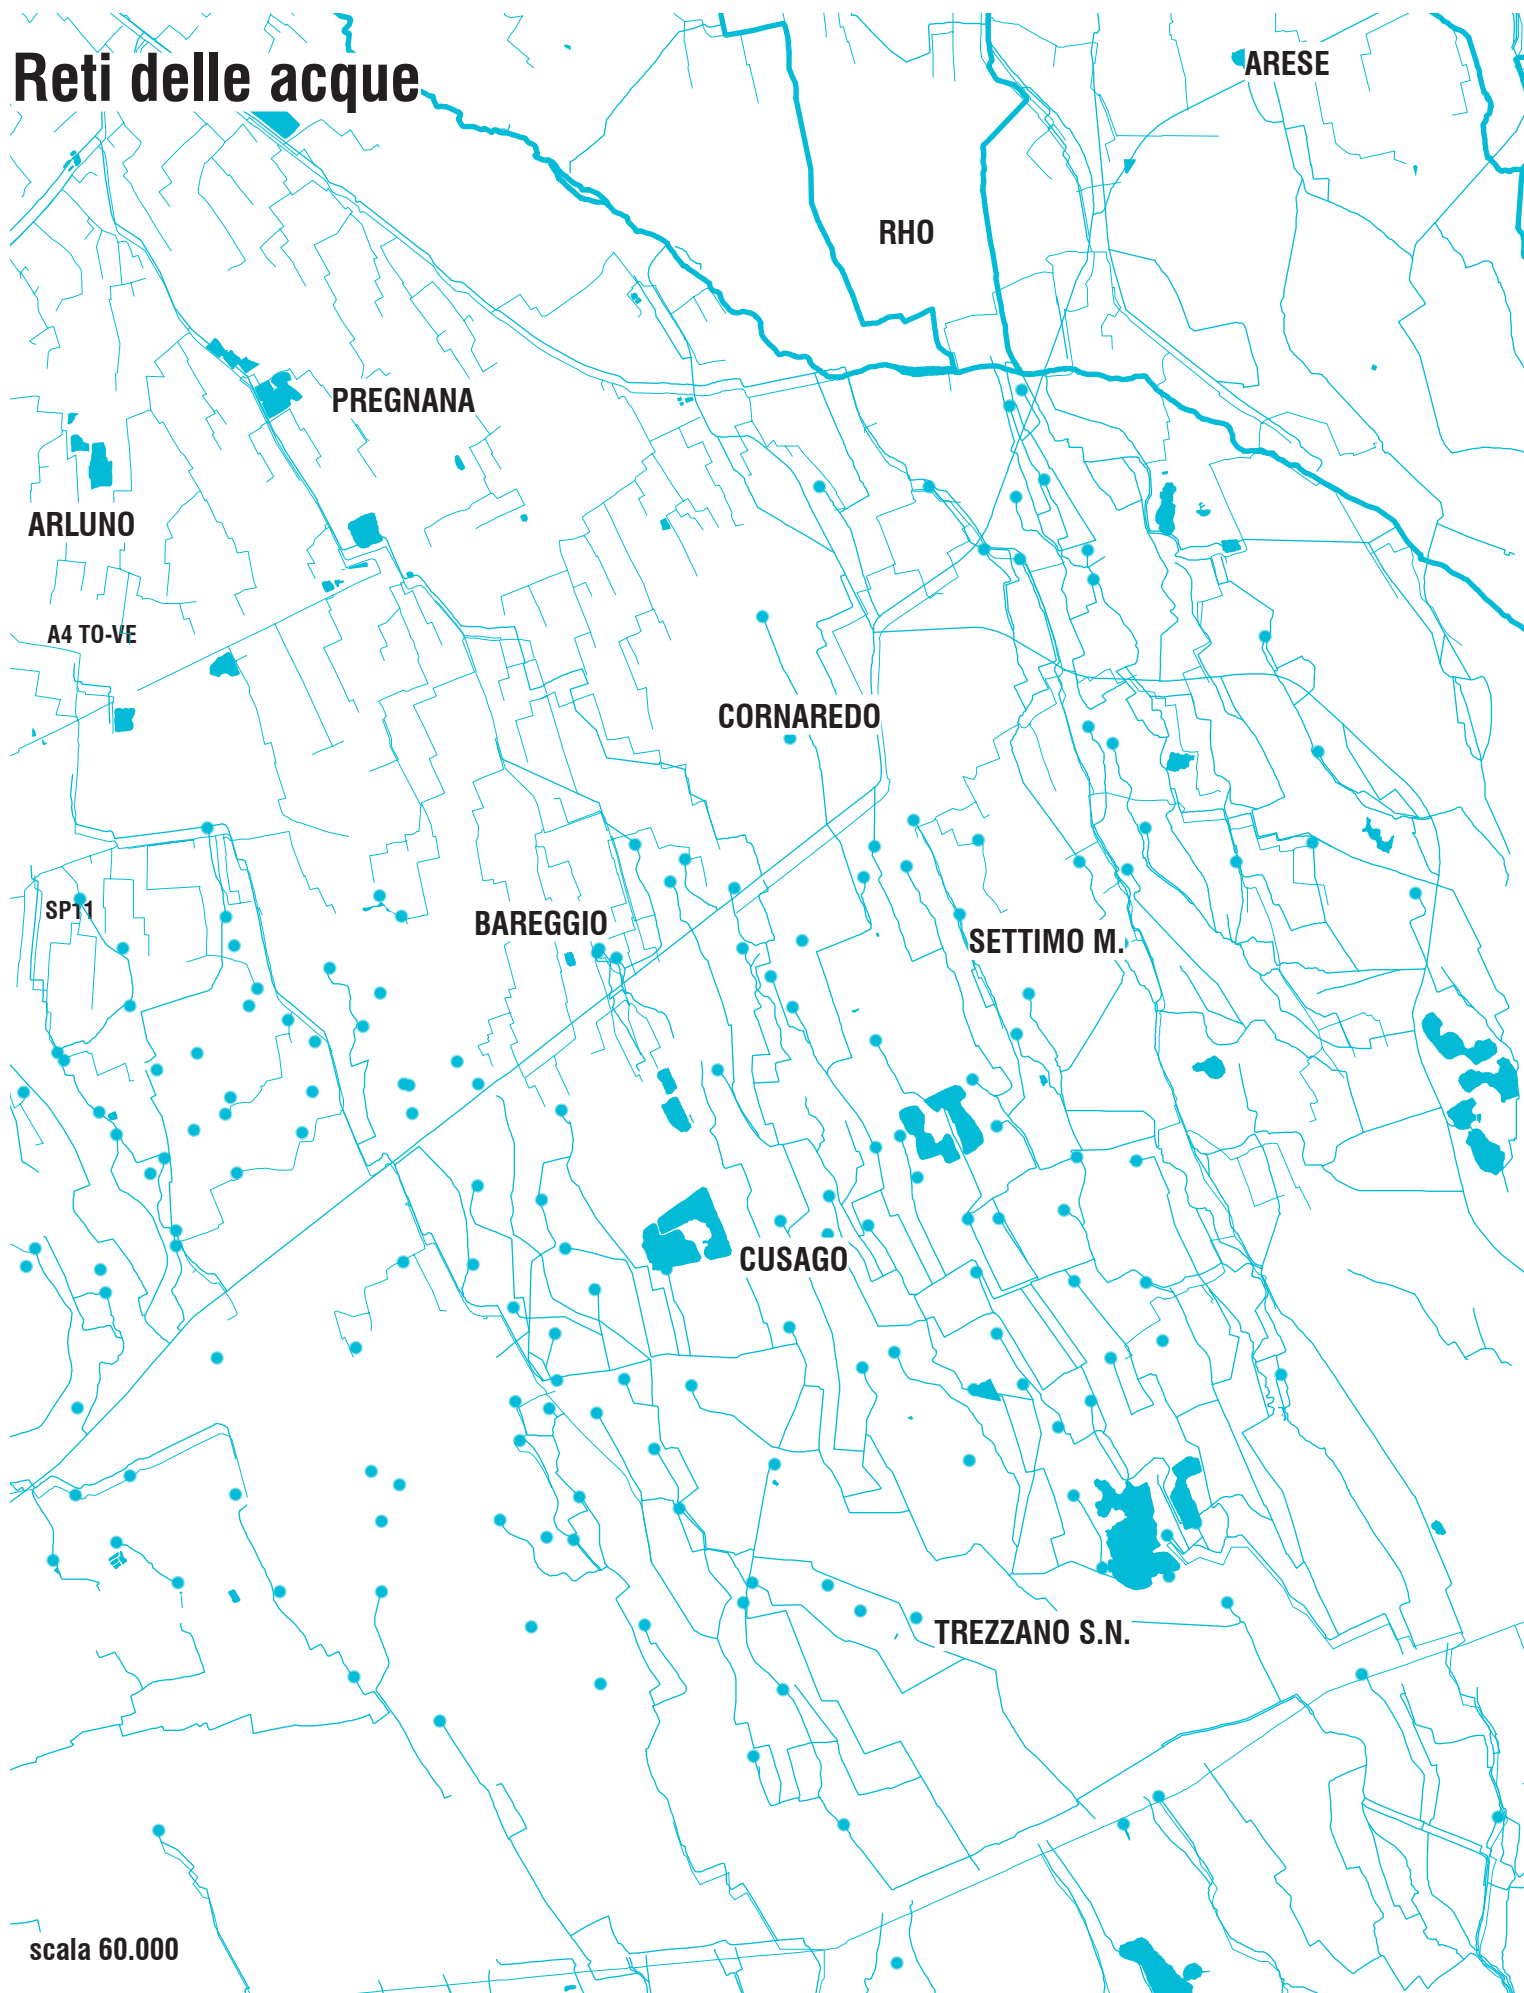 Reti delle acque
ARESE
RHO
PREGNANA
ARLUNO
A4 TO-VE
CORNAREDO
SP11
BAREGGIO
SETTIMO M.
CUSAGO
TREZZANO S.N.
scala 60.000